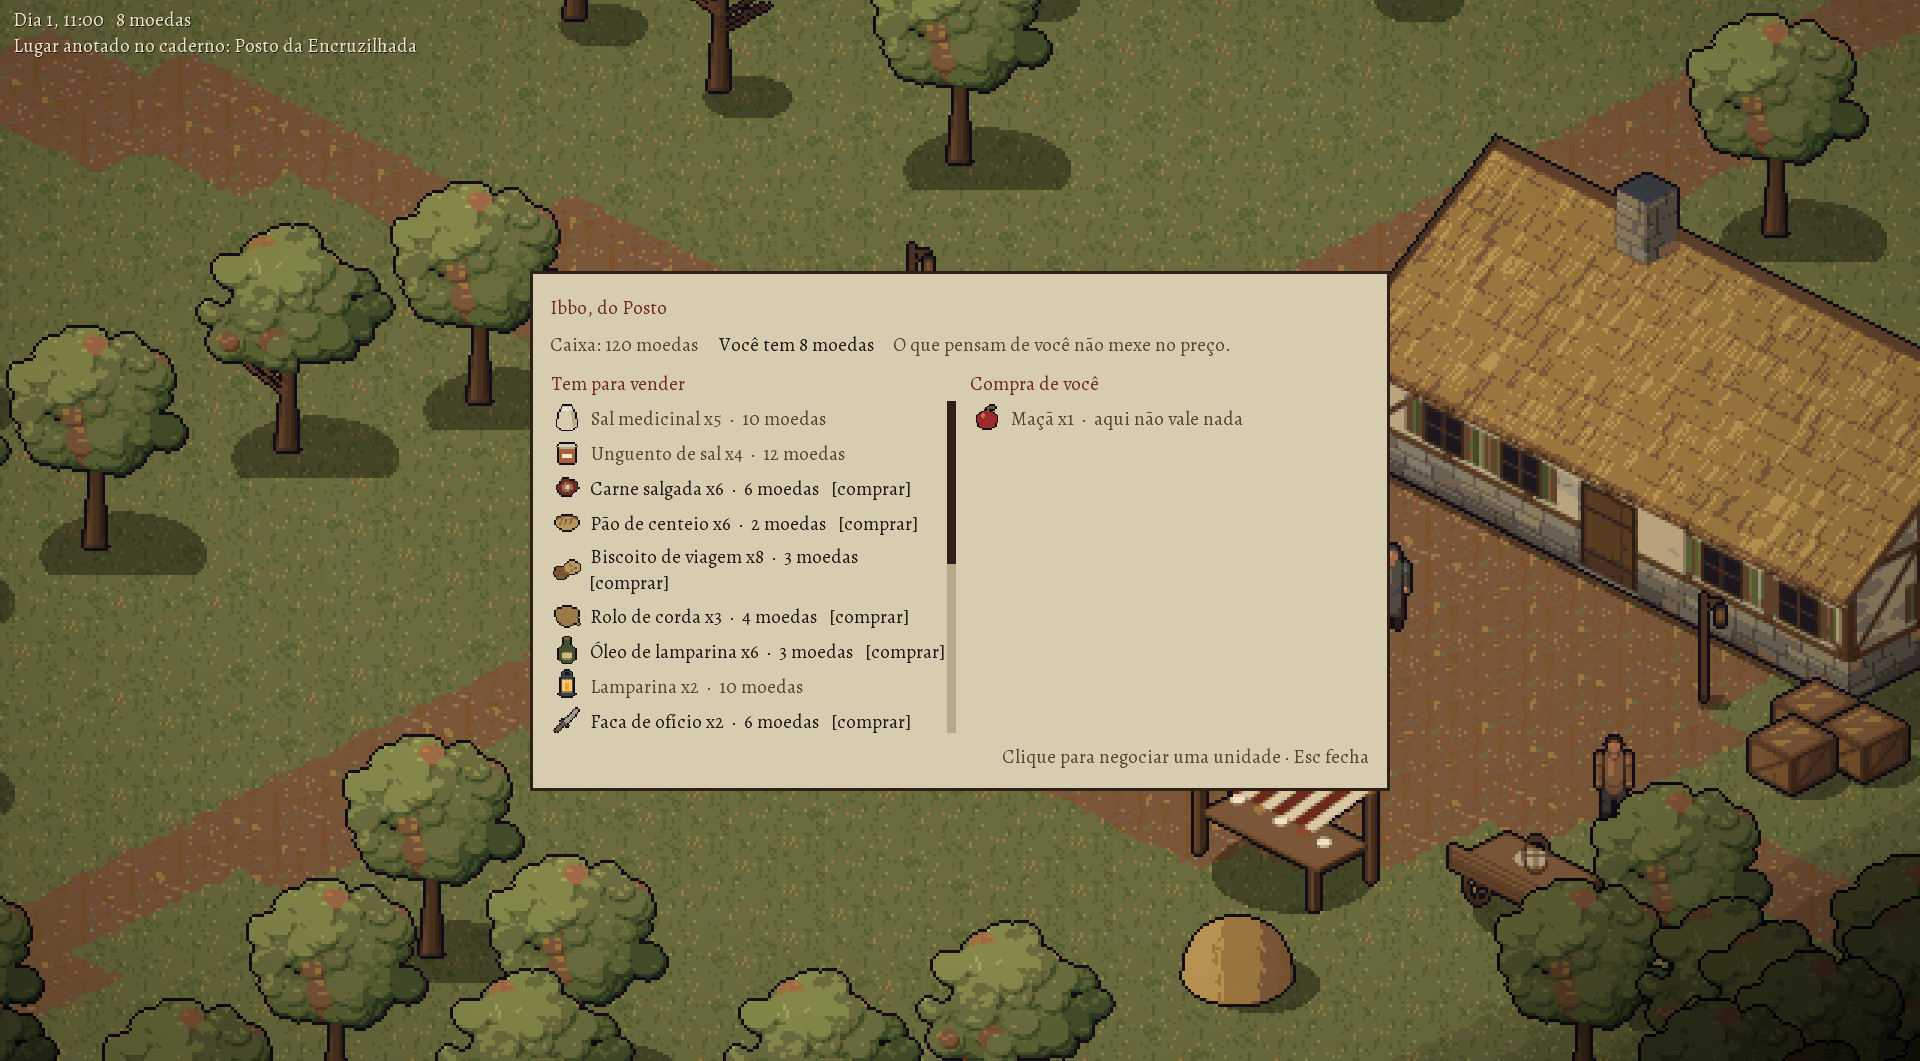 Dia 1, 11:00 8 moedas
Lugar anotado no caderno: Posto da Encruzilhada
Ibbo, do Posto
Caixa: 120 moedas Você tem 8 moedas O que pensam de você não mexe no preço.
Tem para vender
Sal medicinal x5 · 10 moedas
Unguento de sal x4 · 12 moedas
Carne salgada x6 · 6 moedas [comprar]
Pão de centeio x6 · 2 moedas [comprar]
Biscoito de viagem x8 · 3 moedas
[comprar]
Rolo de corda x3 · 4 moedas [comprar]
Óleo de lamparina x6 · 3 moedas [comprar]
Lamparina x2 · 10 moedas
Faca de ofício x2 · 6 moedas [comprar]
Compra de você
Maçã x1 · aqui não vale nada
Clique para negociar uma unidade · Esc fecha